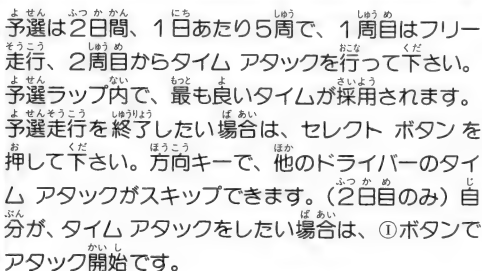 予選は2日間、1日あたり5周で、1周目はフリー
走行、2周目からタイム アタックを行って下さい。
予選ラップ内で、最も良いタイムが採用されます。
予選走行を終了したい場合は、セレクト ボタンを
押して下さい。方向キーで、他のドライバーのタイ
ム アタックがスキップできます。(2日目のみ)自
分が、タイム アタックをしたい場合は、①ボタンで
アタック開始です。